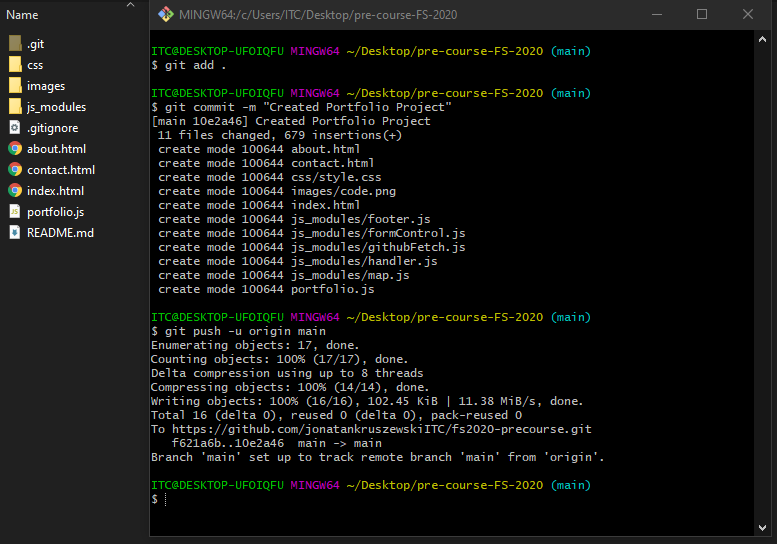 Name
.git
css
images
js_modules
.gitignore
about.html
contact.html
index.html
portfolio.js
README.md
MINGW64:/c/Users/ITC/Desktop/pre-course-FS-2020
ITC@DESKTOP-UFOIQFU MINGW64 ~/Desktop/pre-course-FS-2020 (main)
$ git add .
ITC@DESKTOP-UFOIQFU MINGW64 ~/Desktop/pre-course-FS-2020 (main)
$ git commit -m "Created Portfolio Project"
[main 10e2a46] Created Portfolio Project
 11 files changed, 679 insertions(+)
 create mode 100644 about.html
 create mode 100644 contact.html
 create mode 100644 css/style.css
 create mode 100644 images/code.png
 create mode 100644 index.html
 create mode 100644 js_modules/footer.js
 create mode 100644 js_modules/formControl.js
 create mode 100644 js_modules/githubFetch.js
 create mode 100644 js_modules/handler.js
 create mode 100644 js_modules/map.js
 create mode 100644 portfolio.js
ITC@DESKTOP-UFOIQFU MINGW64 ~/Desktop/pre-course-FS-2020 (main)
$ git push -u origin main
Enumerating objects: 17, done.
Counting objects: 100% (17/17), done.
Delta compression using up to 8 threads
Compressing objects: 100% (14/14), done.
Writing objects: 100% (16/16), 102.45 KiB | 11.38 MiB/s, done.
Total 16 (delta 0), reused 0 (delta 0), pack-reused 0
To https://github.com/jonatankruszewskiITC/fs2020-precourse.git
   f621a6b..10e2a46  main -> main
Branch 'main' set up to track remote branch 'main' from 'origin'.
ITC@DESKTOP-UFOIQFU MINGW64 ~/Desktop/pre-course-FS-2020 (main)
$